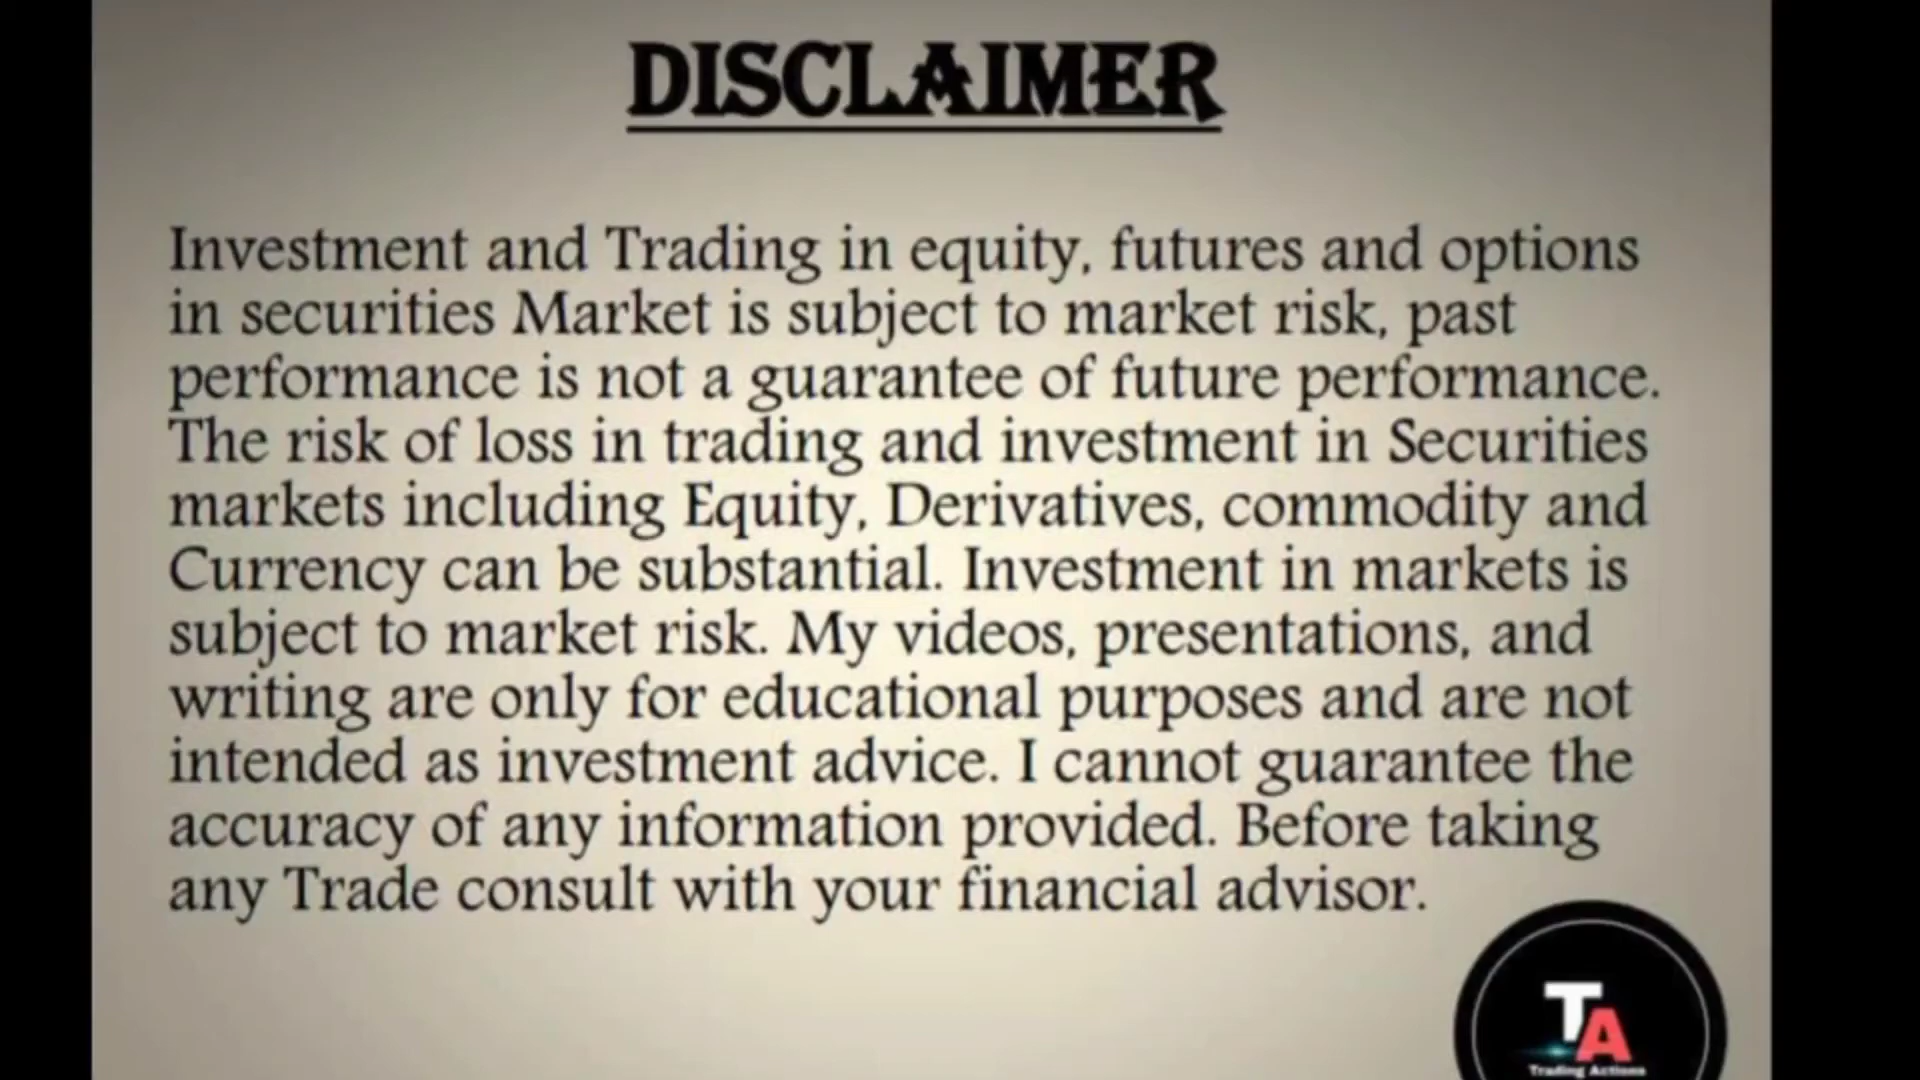 DISCLAIMER
Investment and Trading in equity, futures and options
in securities Market is subject to market risk, past
performance is not a guarantee of future performance.
The risk of loss in trading and investment in Securities
markets including Equity, Derivatives, commodity and
Currency can be substantial. Investment in markets is
subject to market risk. My videos, presentations, and
writing are only for educational purposes and are not
intended as investment advice. I cannot guarantee the
accuracy of any information provided. Before taking
any Trade consult with your financial advisor.
TA
Trading Actions